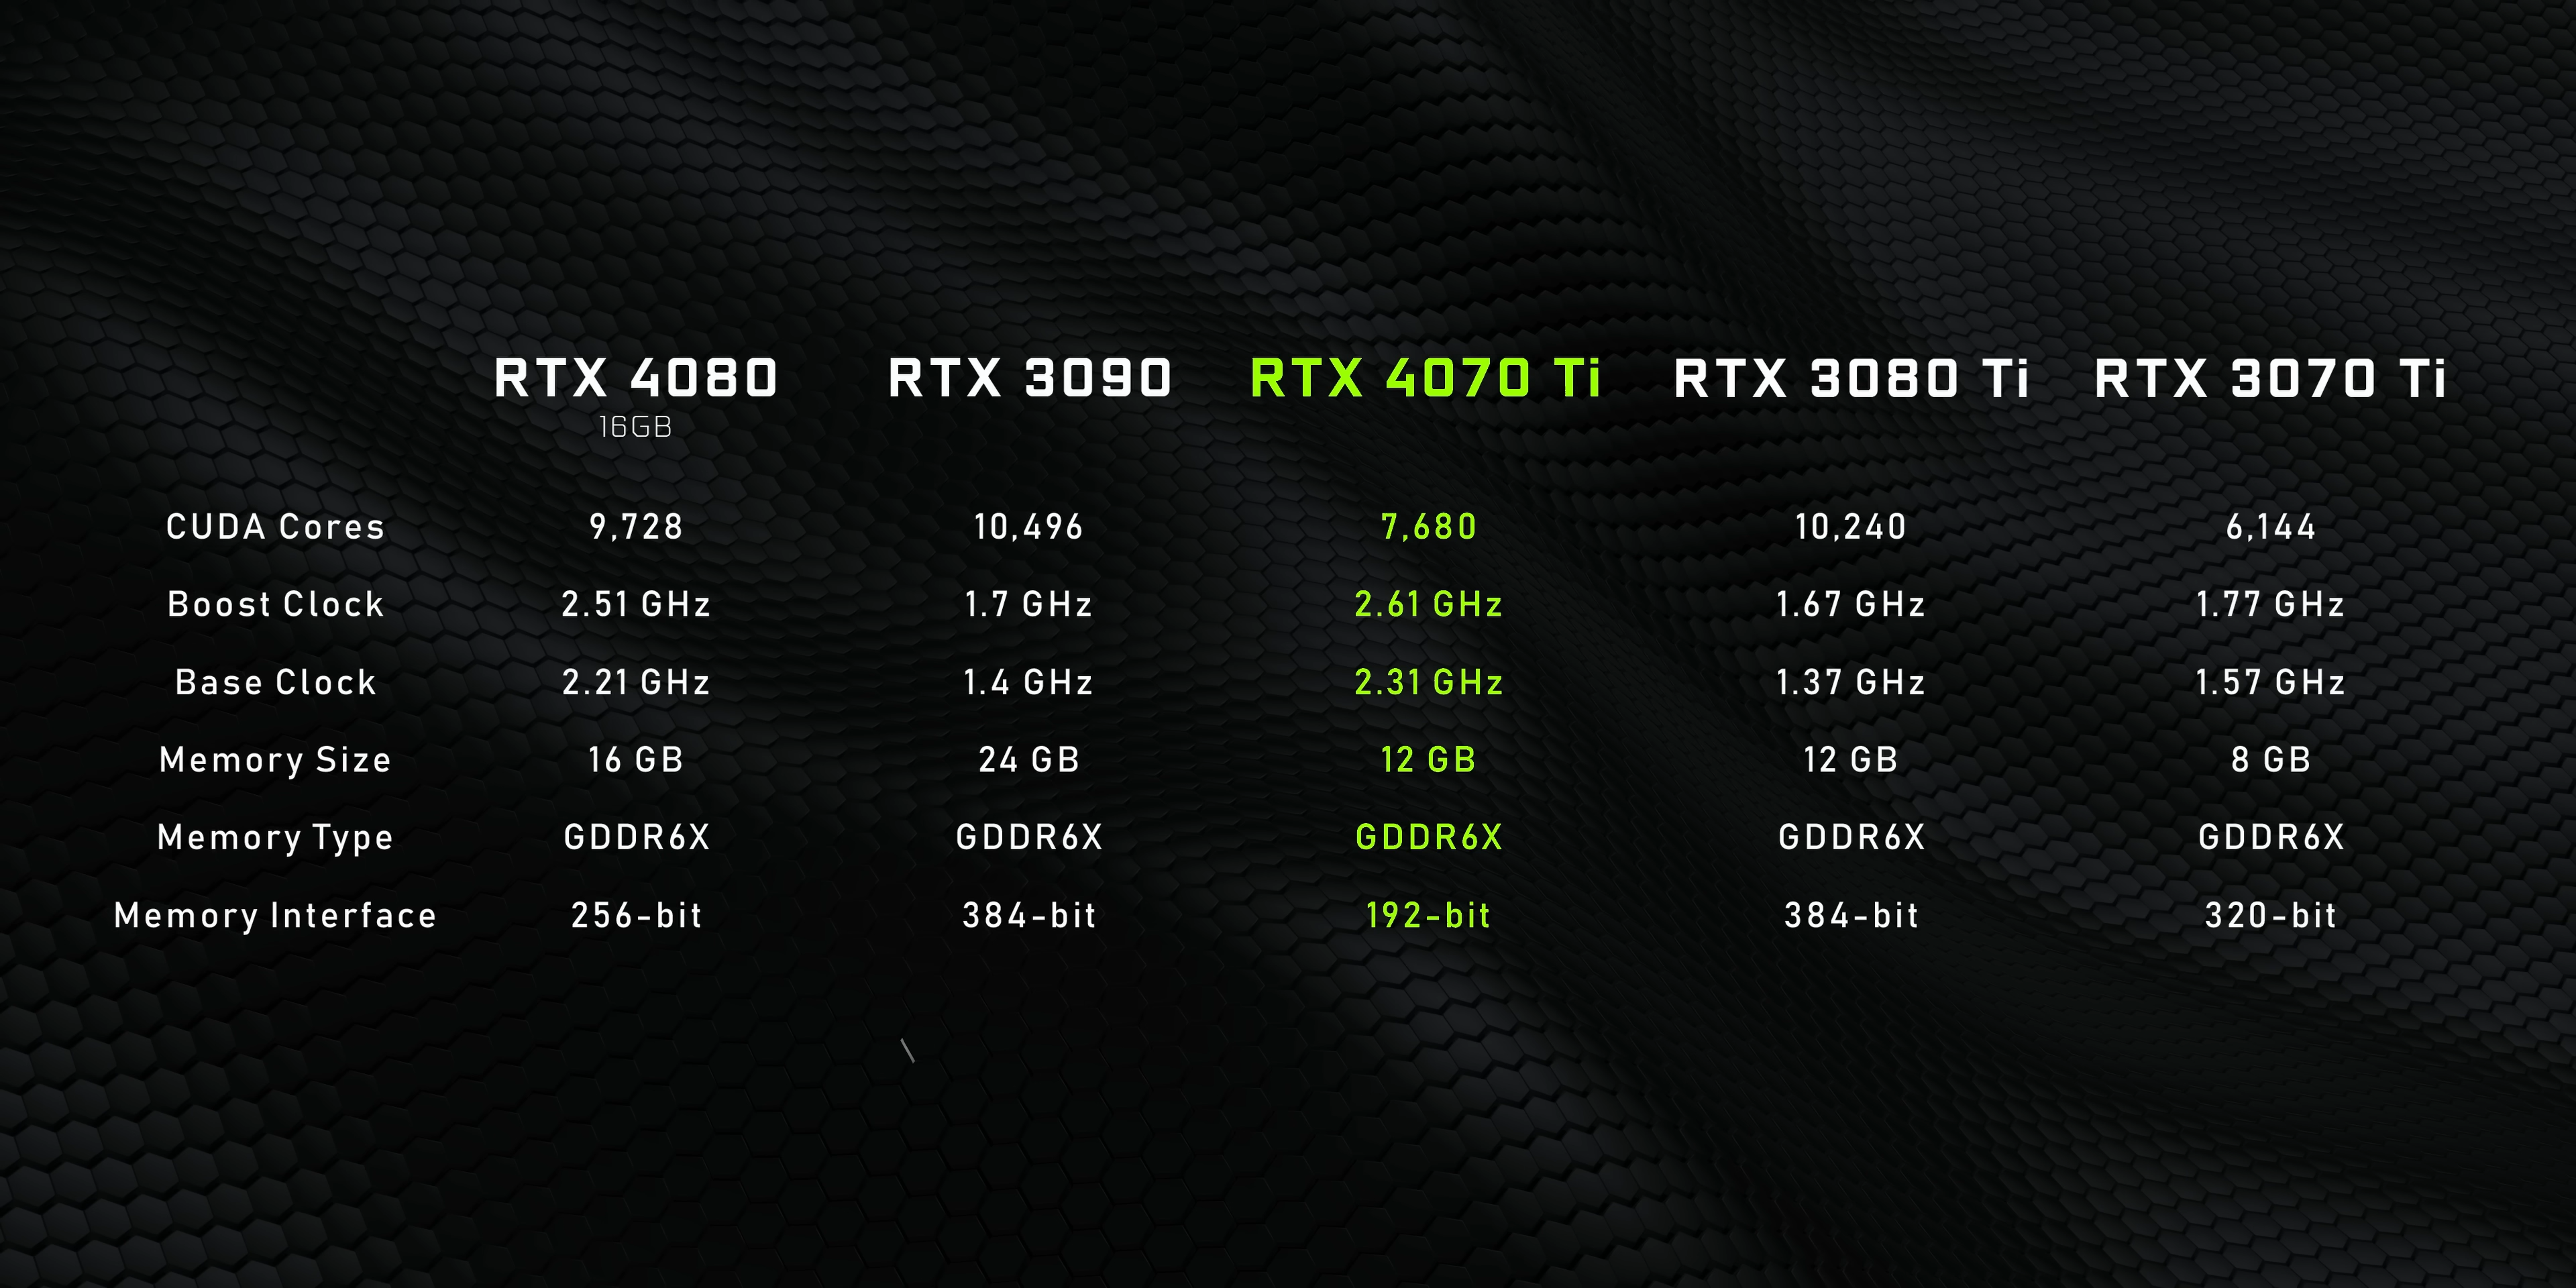 RTX 4080 RTX 3090 RTX 4070 Ti RTX 3080 Ti RTX 3070 Ti
16GB
CUDA Cores 9,728 10,496 7,680 10,240 6,144
Boost Clock 2.51 GHz 1.7 GHz 2.61 GHz 1.67 GHz 1.77 GHz
Base Clock 2.21 GHz 1.4 GHz 2.31 GHz 1.37 GHz 1.57 GHz
Memory Size 16 GB 24 GB 12 GB 12 GB 8 GB
Memory Type GDDR6X GDDR6X GDDR6X GDDR6X GDDR6X
Memory Interface 256-bit 384-bit 192-bit 384-bit 320-bit